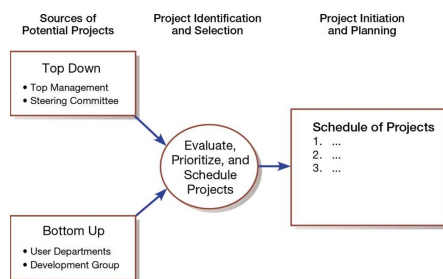 Sources of
Potential Projects
Project Identification
and Selection
Project Initiation
and Planning
Top Down
• Top Management
• Steering Committee
Evaluate,
Prioritize, and
Schedule
Projects
Schedule of Projects
1. ...
2. ...
3. ...
Bottom Up
• User Departments
• Development Group